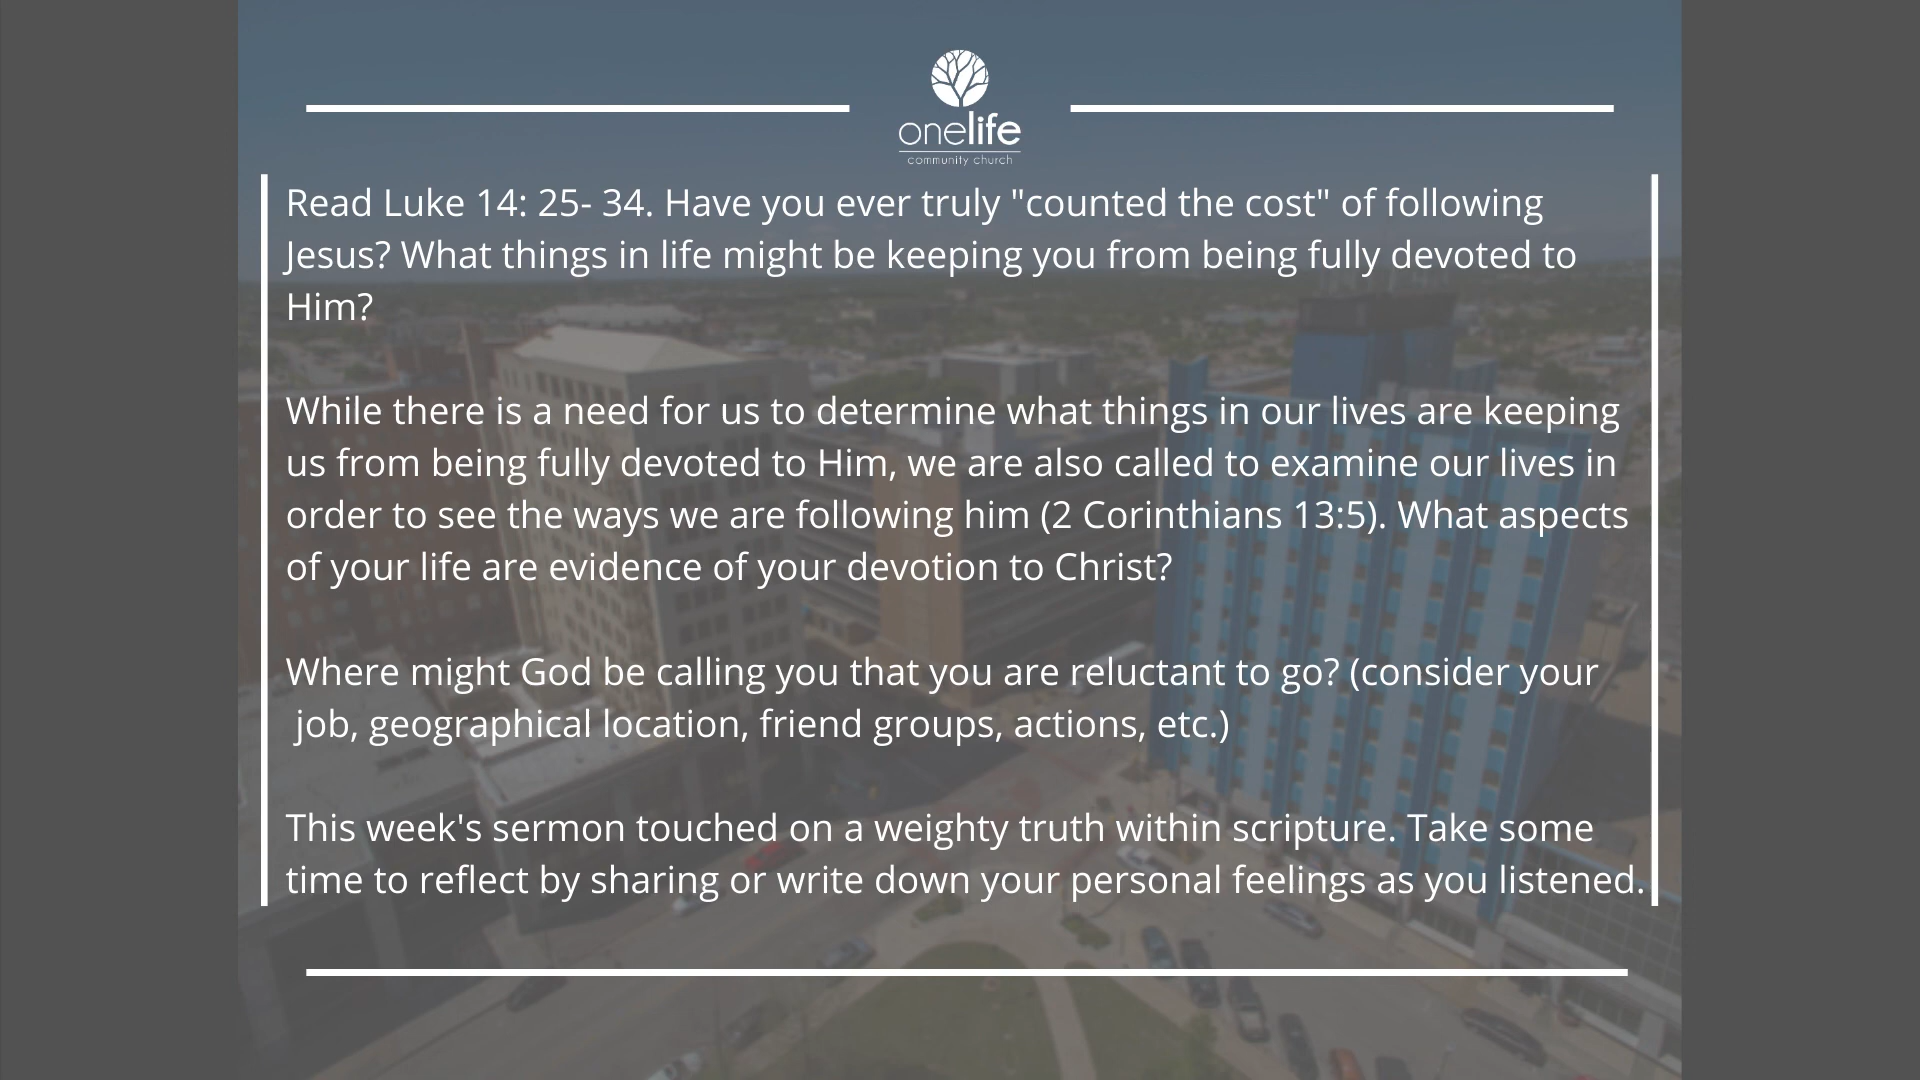 onelife
community church
Read Luke 14: 25- 34. Have you ever truly "counted the cost" of following
Jesus? What things in life might be keeping you from being fully devoted to
Him?
While there is a need for us to determine what things in our lives are keeping
us from being fully devoted to Him, we are also called to examine our lives in
order to see the ways we are following him (2 Corinthians 13:5). What aspects
of your life are evidence of your devotion to Christ?
Where might God be calling you that you are reluctant to go? (consider your
job, geographical location, friend groups, actions, etc.)
This week's sermon touched on a weighty truth within scripture. Take some
time to reflect by sharing or write down your personal feelings as you listened.